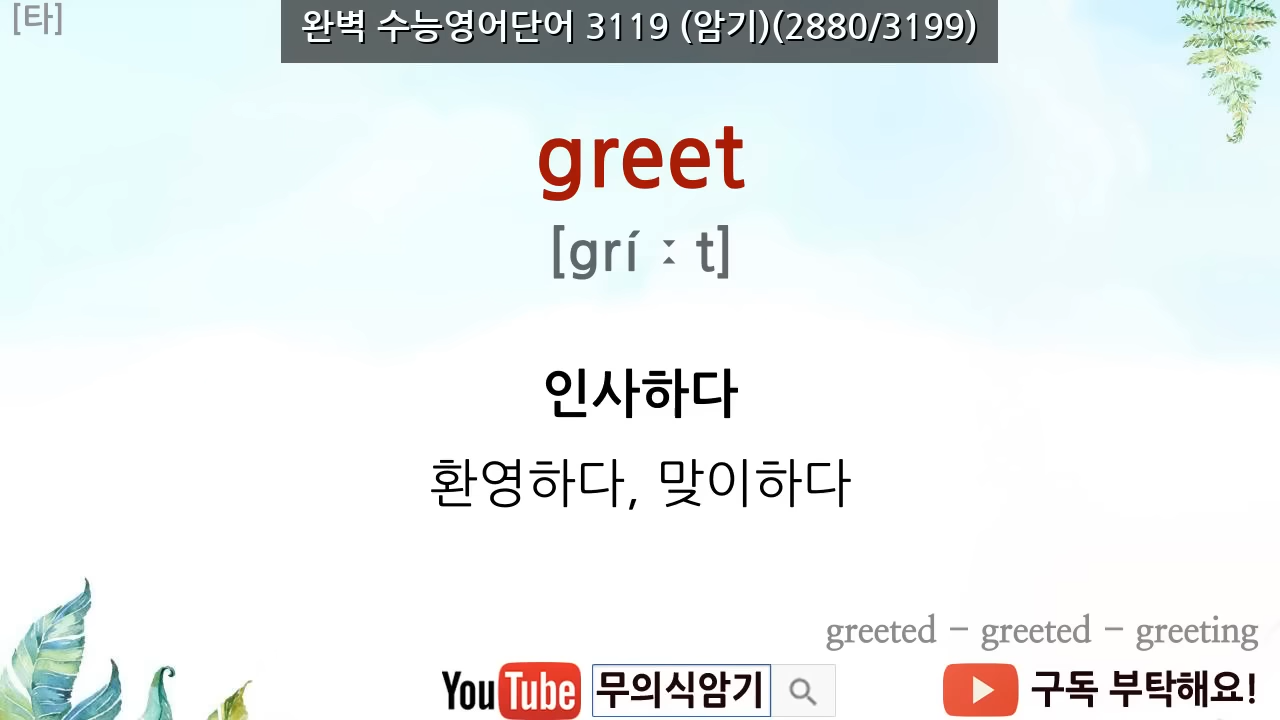 [타]
완벽 수능영어단어 3119 (암기)(2880/3199)
greet
[gríːt]
인사하다
환영하다, 맞이하다
greeted - greeted - greeting
YouTube 무의식암기
구독 부탁해요!